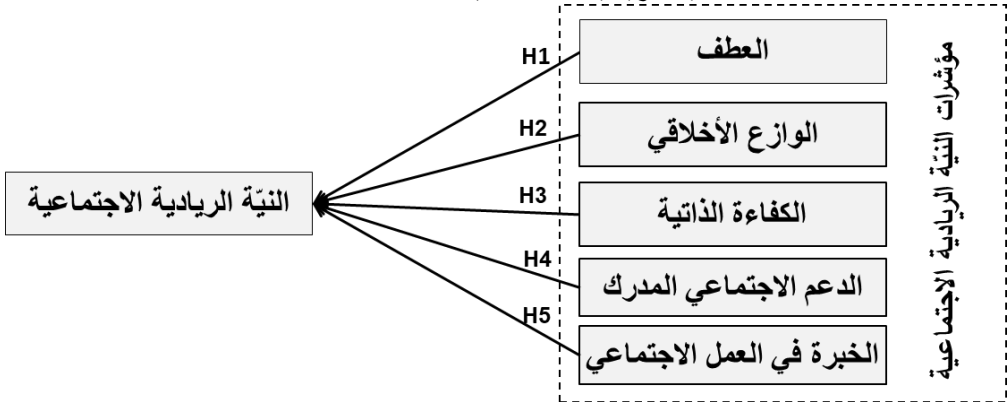 مؤشرات النيّة الريادية الاجتماعية
العطف
H1
الوازع الأخلاقي
H2
الكفاءة الذاتية
H3
النيّة الريادية الاجتماعية
الدعم الاجتماعي المدرك
H4
الخبرة في العمل الاجتماعي
H5